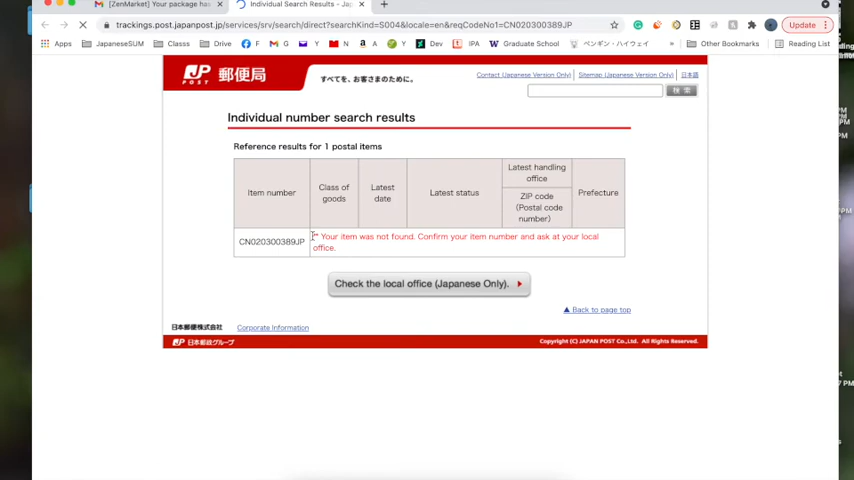 [ZenMarket] Your package has
Individual Search Results - Ja
trackings.post.japanpost.jp/services/srv/search/direct?searchKind=S004&locale=en&reqCodeNo1=CN020300389JP
Update
Apps
JapaneseSUM
Classs
Drive
F
G
Y
N
A
Y
Dev
IPA
Graduate School
ペンギン・ハイウェイ
»
Other Bookmarks
Reading List
JP 郵便局
POST
すべてを、お客さまのために。
Contact (Japanese Version Only)
Sitemap (Japanese Version Only)
日本語
検 索
Individual number search results
Reference results for 1 postal items
Item number
Class of goods
Latest date
Latest status
Latest handling office
ZIP code (Postal code number)
Prefecture
CN020300389JP
** Your item was not found. Confirm your item number and ask at your local
office.
Check the local office (Japanese Only).
▲ Back to page top
日本郵便株式会社
Corporate Information
JP 日本郵政グループ
Copyright (C) JAPAN POST Co.,Ltd. All Rights Reserved.